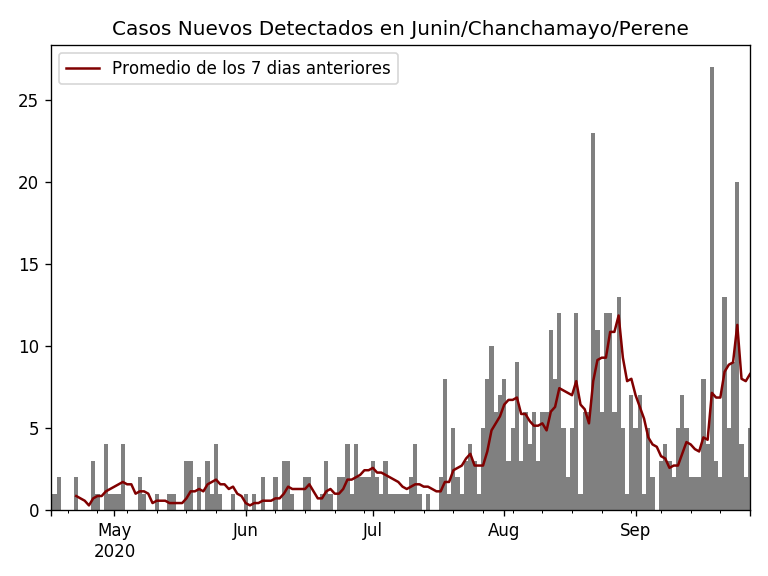 Casos Nuevos Detectados en Junin/Chanchamayo/Perene
Promedio de los 7 dias anteriores
25
20
15
10
5
0
May Jun Jul Aug Sep
2020